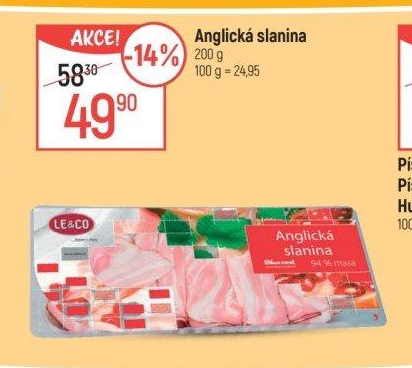 AKCE!
-14%
58³⁰
49⁹⁰
Anglická slanina
200 g
100 g = 24,95
Pí
Pí
Hu
100
LE&CO
Anglická
slanina
94 % masa